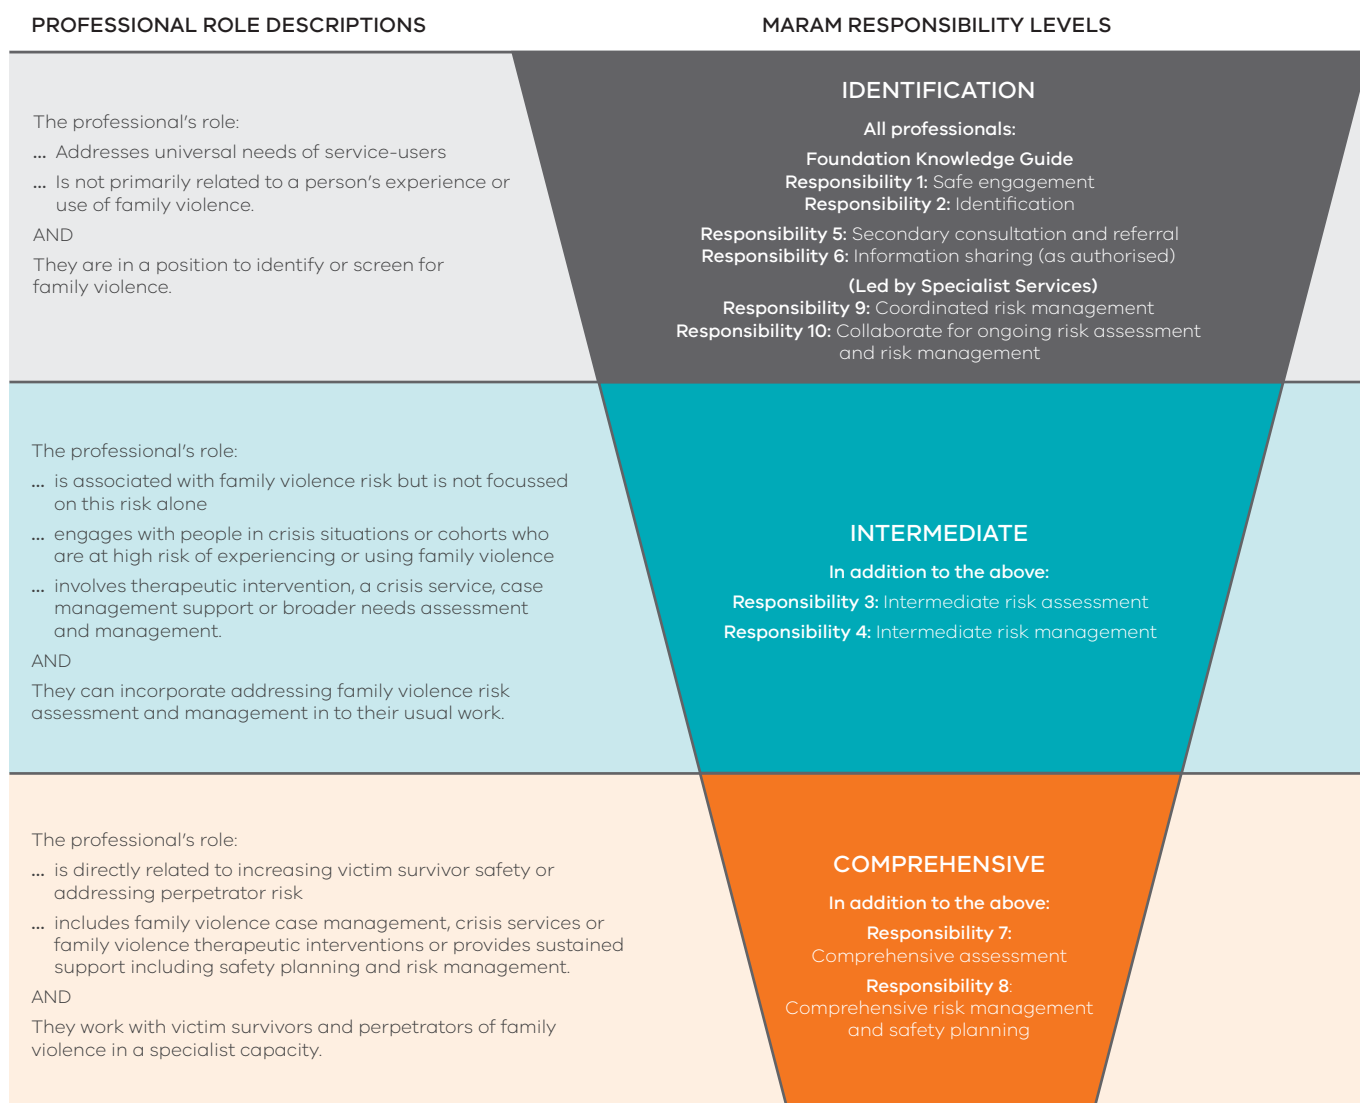 PROFESSIONAL ROLE DESCRIPTIONS
MARAM RESPONSIBILITY LEVELS
The professional's role:
... Addresses universal needs of service-users
... Is not primarily related to a person's experience or
use of family violence.
AND
They are in a position to identify or screen for
family violence.
IDENTIFICATION
All professionals:
Foundation Knowledge Guide
Responsibility 1: Safe engagement
Responsibility 2: Identification
Responsibility 5: Secondary consultation and referral
Responsibility 6: Information sharing (as authorised)
(Led by Specialist Services)
Responsibility 9: Coordinated risk management
Responsibility 10: Collaborate for ongoing risk assessment
and risk management
The professional's role:
... is associated with family violence risk but is not focussed
on this risk alone
... engages with people in crisis situations or cohorts who
are at high risk of experiencing or using family violence
... involves therapeutic intervention, a crisis service, case
management support or broader needs assessment
and management.
AND
They can incorporate addressing family violence risk
assessment and management in to their usual work.
INTERMEDIATE
In addition to the above:
Responsibility 3: Intermediate risk assessment
Responsibility 4: Intermediate risk management
The professional's role:
... is directly related to increasing victim survivor safety or
addressing perpetrator risk
... includes family violence case management, crisis services or
family violence therapeutic interventions or provides sustained
support including safety planning and risk management.
AND
They work with victim survivors and perpetrators of family
violence in a specialist capacity.
COMPREHENSIVE
In addition to the above:
Responsibility 7:
Comprehensive assessment
Responsibility 8:
Comprehensive risk management
and safety planning